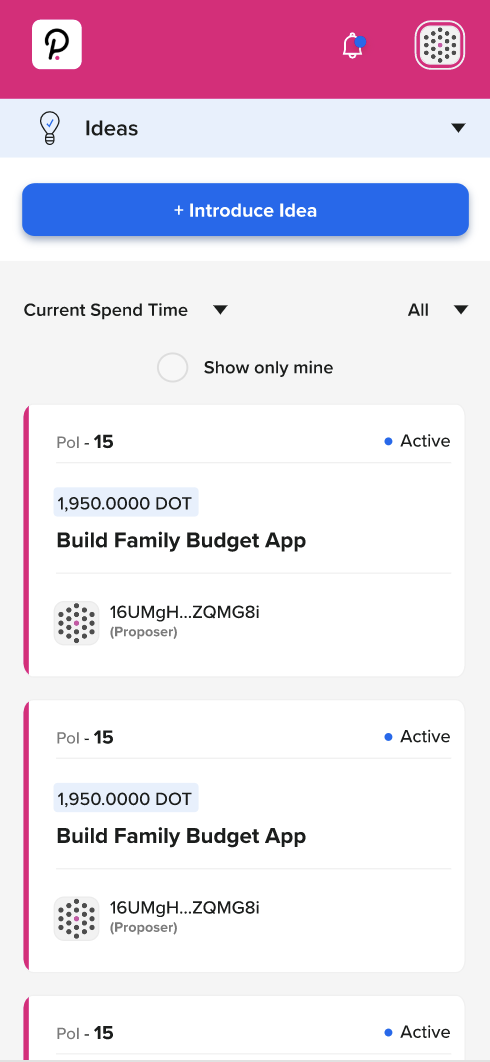 Ideas
+ Introduce Idea
Current Spend Time All
Show only mine
Pol - 15 Active
1,950.0000 DOT
Build Family Budget App
16UMgH...ZQMG8i
(Proposer)
Pol - 15 Active
1,950.0000 DOT
Build Family Budget App
16UMgH...ZQMG8i
(Proposer)
Pol - 15 Active